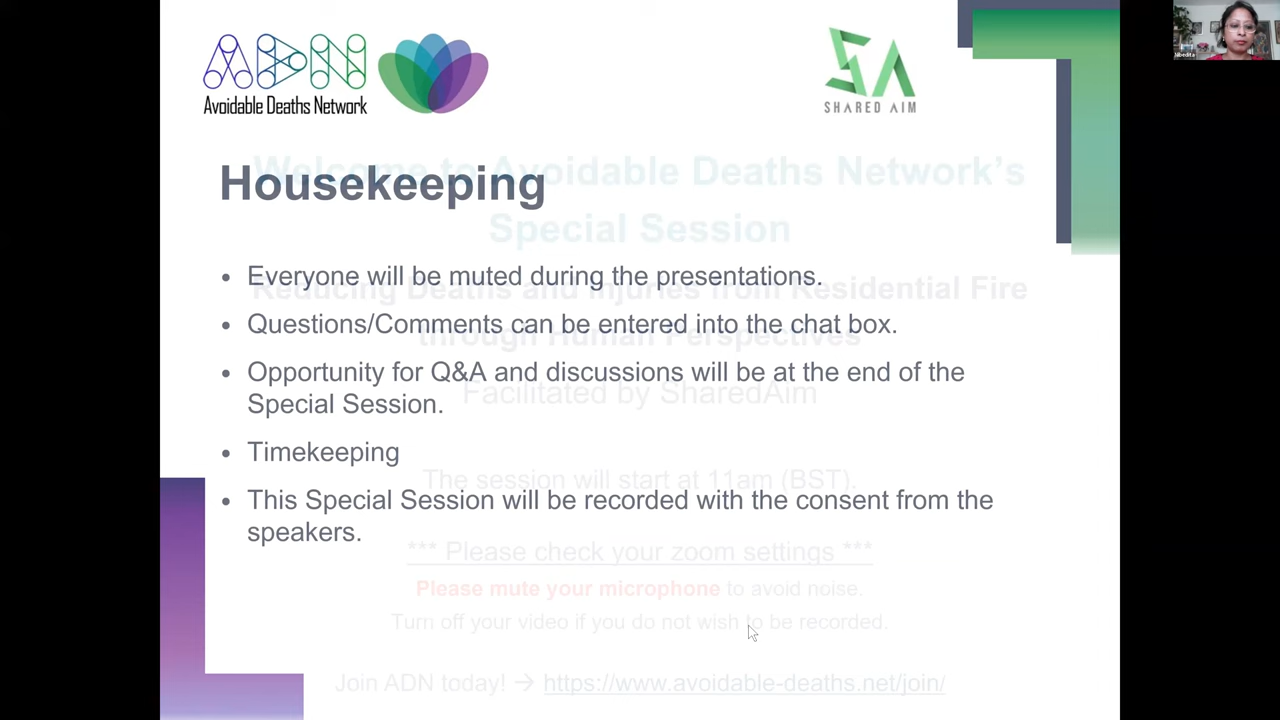 ADN
Avoidable Deaths Network
SA
SHARED AIM
Housekeeping
Welcome to Avoidable Deaths Network's
Special Session
• Everyone will be muted during the presentations.
Reducing Deaths and Injuries from Residential Fire
• Questions/Comments can be entered into the chat box.
through Human Perspectives
• Opportunity for Q&A and discussions will be at the end of the
Special Session.
Facilitated by SharedAim
• Timekeeping
The session will start at 11am (BST).
• This Special Session will be recorded with the consent from the
speakers.
*** Please check your zoom settings ***
Please mute your microphone to avoid noise.
Turn off your video if you do not wish to be recorded.
Join ADN today! → https://www.avoidable-deaths.net/join/